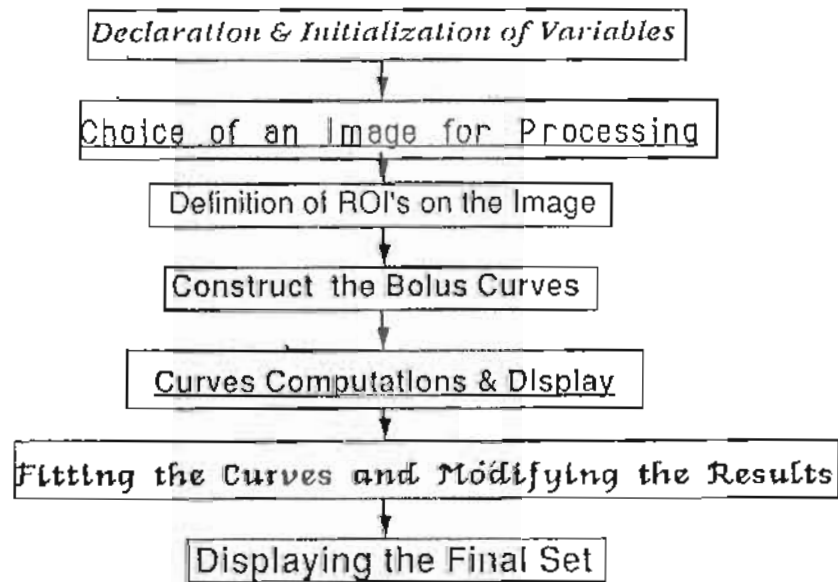 Declaration & Initialization of Variables
Choice of an Image for Processing
Definition of ROI's on the Image
Construct the Bolus Curves
Curves Computations & Display
Fitting the Curves and Modifying the Results
Displaying the Final Set